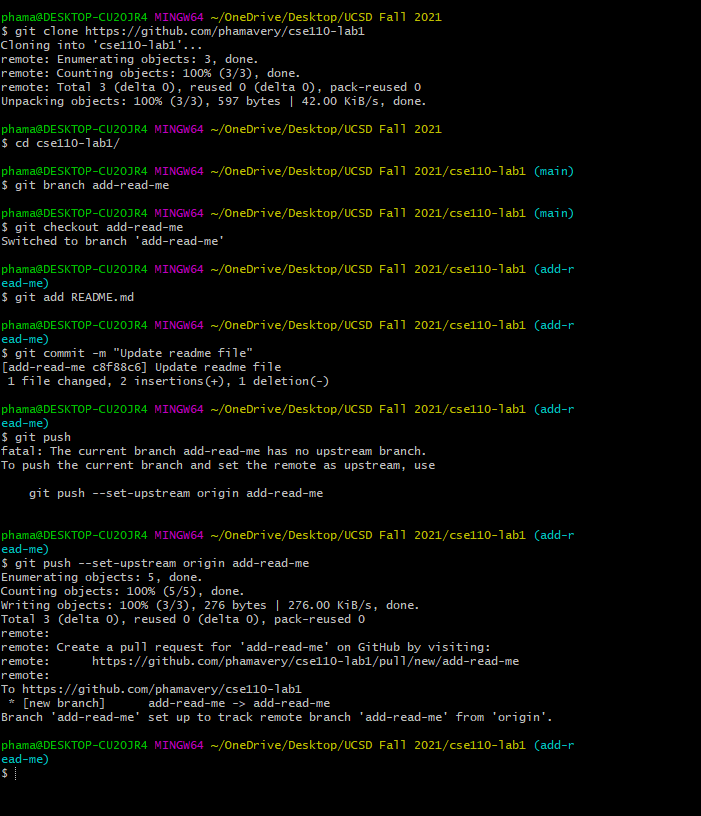 phama@DESKTOP-CU2OJR4 MINGW64 ~/OneDrive/Desktop/UCSD Fall 2021
$ git clone https://github.com/phamavery/cse110-lab1
Cloning into 'cse110-lab1'...
remote: Enumerating objects: 3, done.
remote: Counting objects: 100% (3/3), done.
remote: Total 3 (delta 0), reused 0 (delta 0), pack-reused 0
Unpacking objects: 100% (3/3), 597 bytes | 42.00 KiB/s, done.

phama@DESKTOP-CU2OJR4 MINGW64 ~/OneDrive/Desktop/UCSD Fall 2021
$ cd cse110-lab1/

phama@DESKTOP-CU2OJR4 MINGW64 ~/OneDrive/Desktop/UCSD Fall 2021/cse110-lab1 (main)
$ git branch add-read-me

phama@DESKTOP-CU2OJR4 MINGW64 ~/OneDrive/Desktop/UCSD Fall 2021/cse110-lab1 (main)
$ git checkout add-read-me
Switched to branch 'add-read-me'

phama@DESKTOP-CU2OJR4 MINGW64 ~/OneDrive/Desktop/UCSD Fall 2021/cse110-lab1 (add-r
ead-me)
$ git add README.md

phama@DESKTOP-CU2OJR4 MINGW64 ~/OneDrive/Desktop/UCSD Fall 2021/cse110-lab1 (add-r
ead-me)
$ git commit -m "Update readme file"
[add-read-me c8f88c6] Update readme file
 1 file changed, 2 insertions(+), 1 deletion(-)

phama@DESKTOP-CU2OJR4 MINGW64 ~/OneDrive/Desktop/UCSD Fall 2021/cse110-lab1 (add-r
ead-me)
$ git push
fatal: The current branch add-read-me has no upstream branch.
To push the current branch and set the remote as upstream, use

    git push --set-upstream origin add-read-me

phama@DESKTOP-CU2OJR4 MINGW64 ~/OneDrive/Desktop/UCSD Fall 2021/cse110-lab1 (add-r
ead-me)
$ git push --set-upstream origin add-read-me
Enumerating objects: 5, done.
Counting objects: 100% (5/5), done.
Writing objects: 100% (3/3), 276 bytes | 276.00 KiB/s, done.
Total 3 (delta 0), reused 0 (delta 0), pack-reused 0
remote:
remote: Create a pull request for 'add-read-me' on GitHub by visiting:
remote:      https://github.com/phamavery/cse110-lab1/pull/new/add-read-me
remote:
To https://github.com/phamavery/cse110-lab1
 * [new branch]      add-read-me -> add-read-me
Branch 'add-read-me' set up to track remote branch 'add-read-me' from 'origin'.

phama@DESKTOP-CU2OJR4 MINGW64 ~/OneDrive/Desktop/UCSD Fall 2021/cse110-lab1 (add-r
ead-me)
$